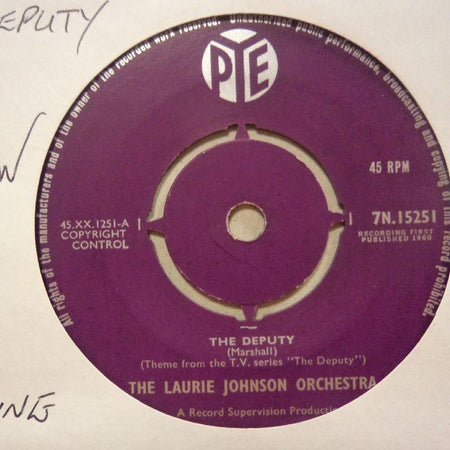 DEPUTY
All rights of the manufacturers and of the owner of the recorded work reserved. Unauthorised public performance, broadcasting and copying of this record prohibited.
PYE
45 RPM
45.XX.1251-A
COPYRIGHT
CONTROL
7N.15251
RECORDING FIRST
PUBLISHED 1960
THE DEPUTY
(Marshall)
(Theme from the T.V. series "The Deputy")
THE LAURIE JOHNSON ORCHESTRA
A Record Supervision Production